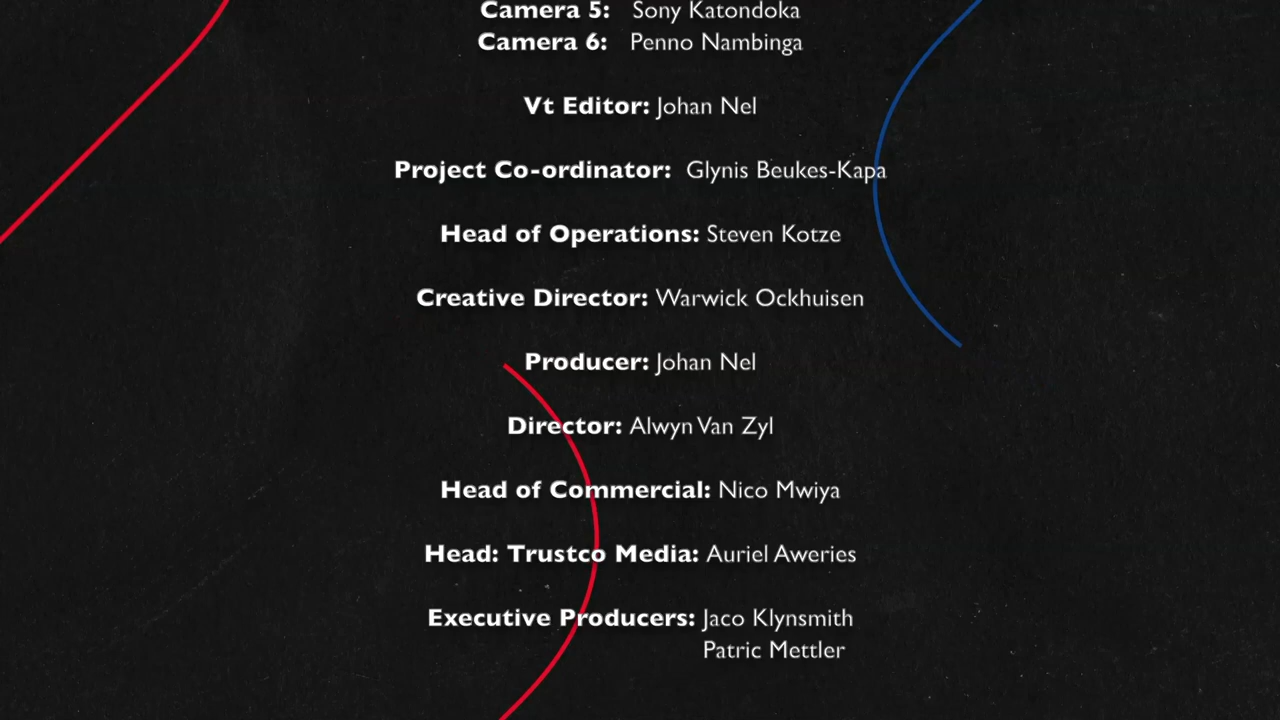 Camera 5: Sony Katondoka
Camera 6: Penno Nambinga
Vt Editor: Johan Nel
Project Co-ordinator: Glynis Beukes-Kapa
Head of Operations: Steven Kotze
Creative Director: Warwick Ockhuisen
Producer: Johan Nel
Director: Alwyn Van Zyl
Head of Commercial: Nico Mwiya
Head: Trustco Media: Auriel Aweries
Executive Producers: Jaco Klynsmith
Patric Mettler